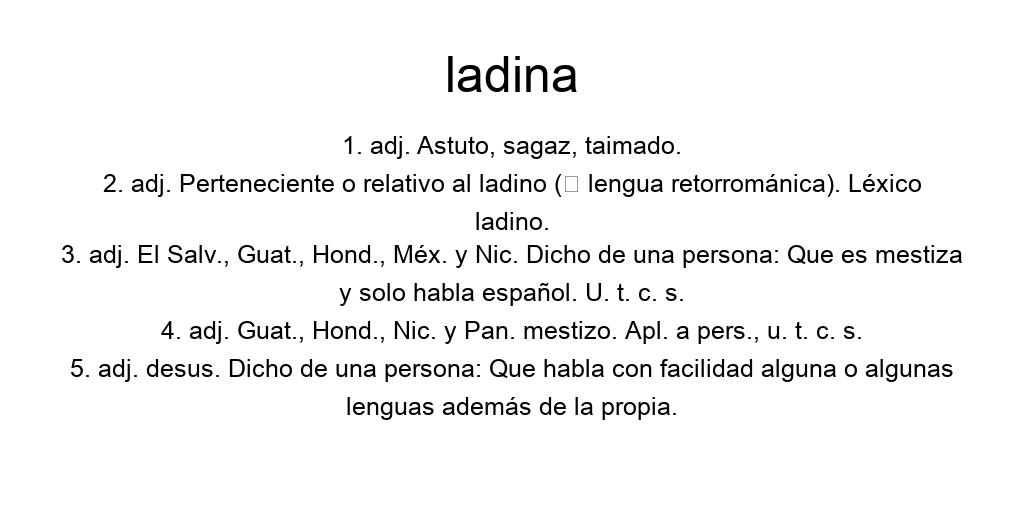 ladina
1. adj. Astuto, sagaz, taimado.
2. adj. Perteneciente o relativo al ladino (□ lengua retorrománica). Léxico
ladino.
3. adj. El Salv., Guat., Hond., Méx. y Nic. Dicho de una persona: Que es mestiza
y solo habla español. U. t. c. s.
4. adj. Guat., Hond., Nic. y Pan. mestizo. Apl. a pers., u. t. c. s.
5. adj. desus. Dicho de una persona: Que habla con facilidad alguna o algunas
lenguas además de la propia.